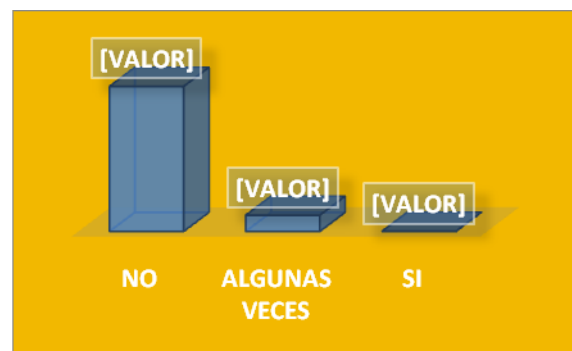 [VALOR]
[VALOR]
[VALOR]
NO
ALGUNAS
VECES
SI